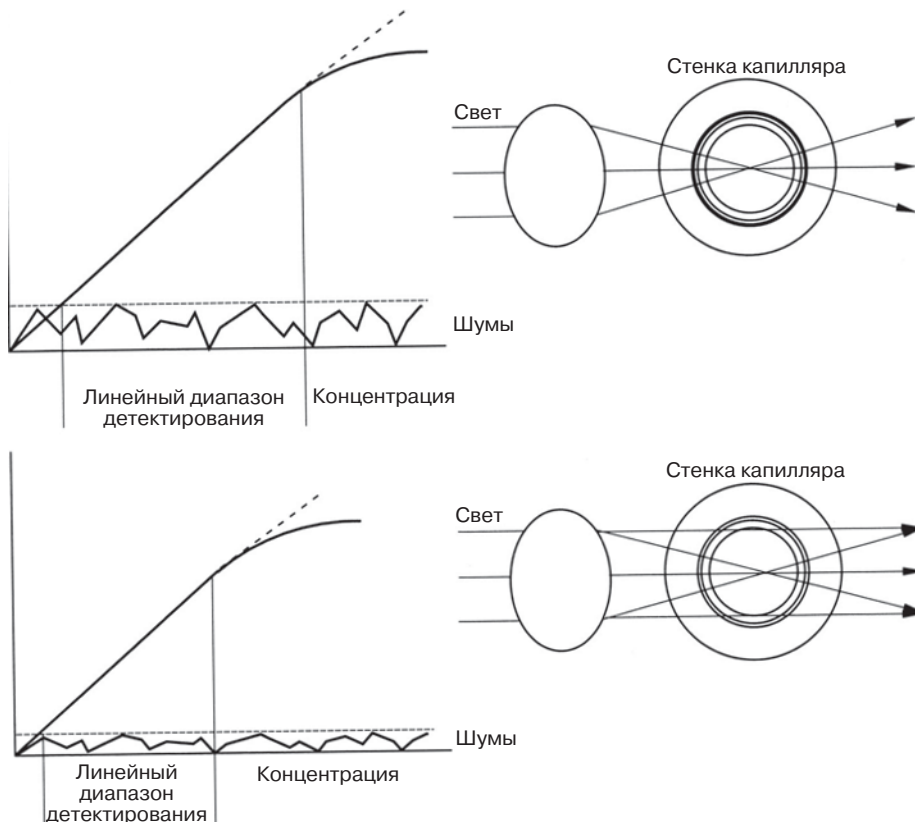 Стенка капилляра
Свет
Шумы
Линейный диапазон
детектирования
Концентрация
Стенка капилляра
Свет
Шумы
Линейный
диапазон
детектирования
Концентрация